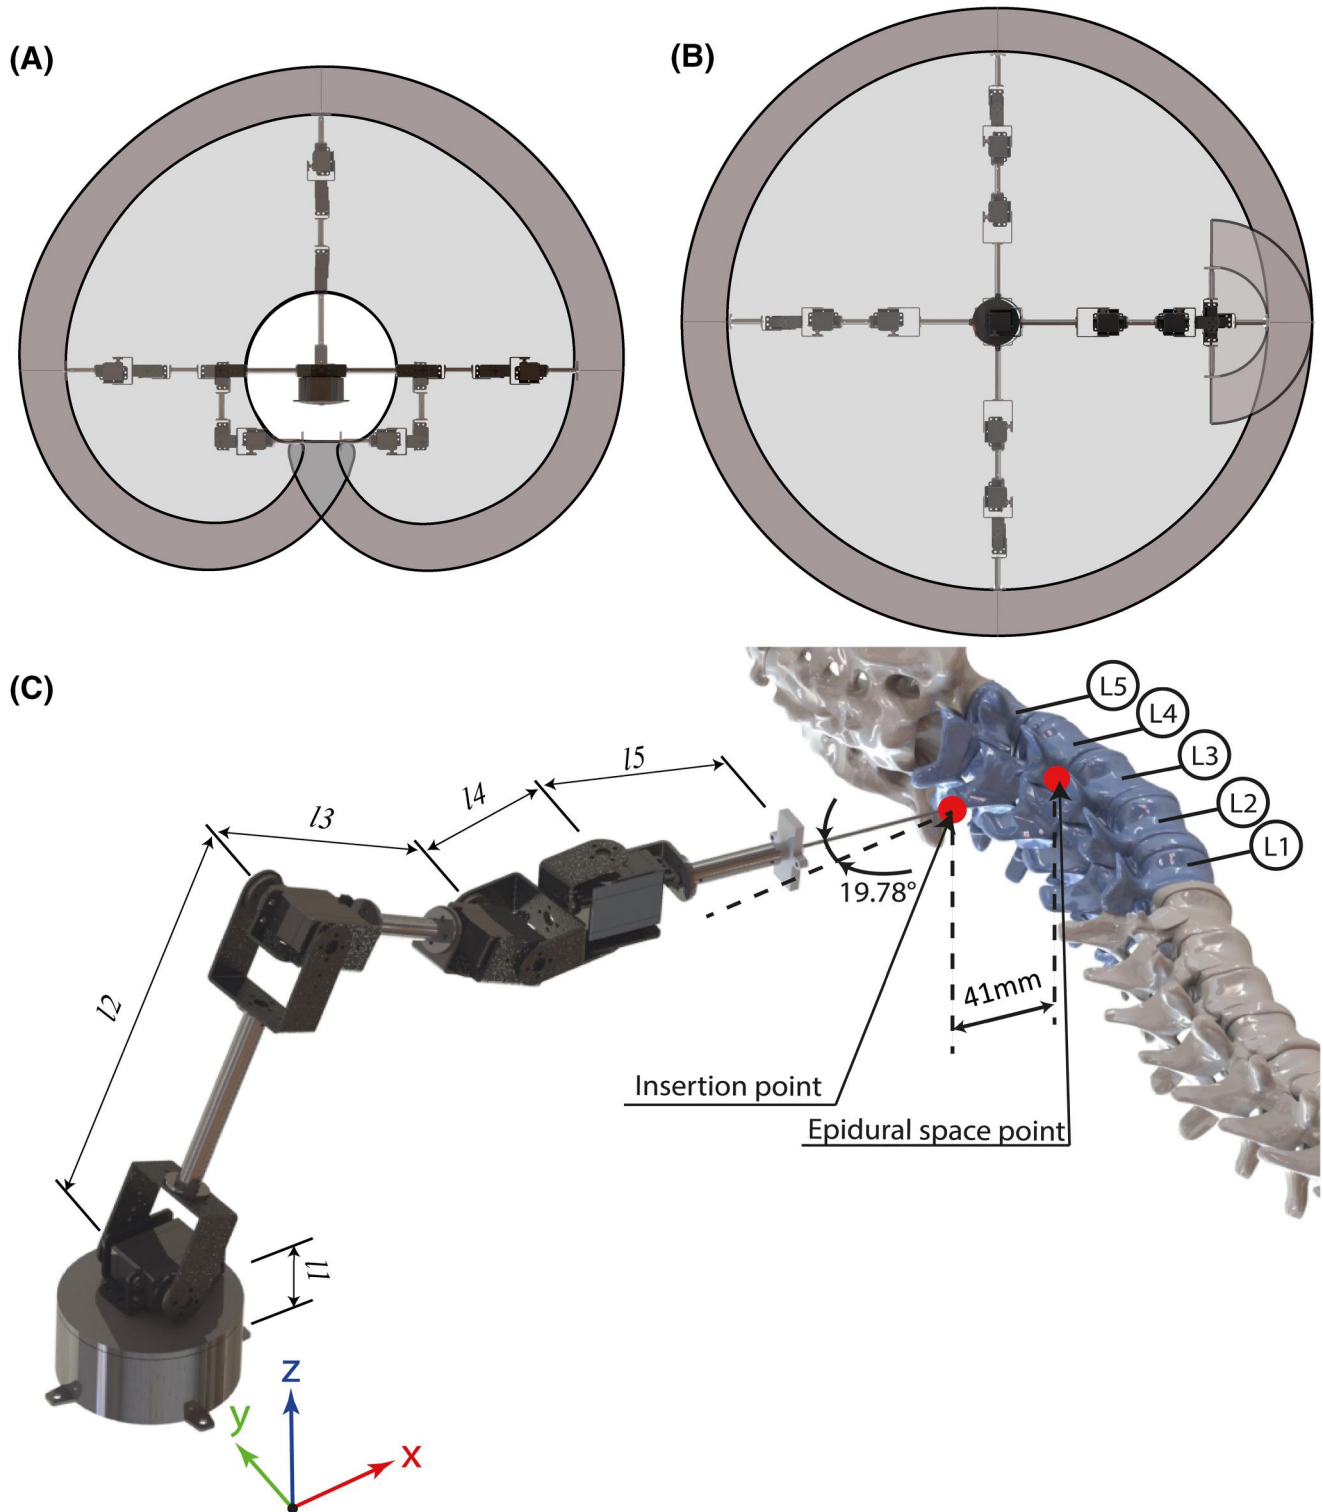 (A)
(B)
(C)
L5
L4
L3
L2
L1
l5
l4
l3
l2
l1
19.78°
41mm
Insertion point
Epidural space point
z
y
x